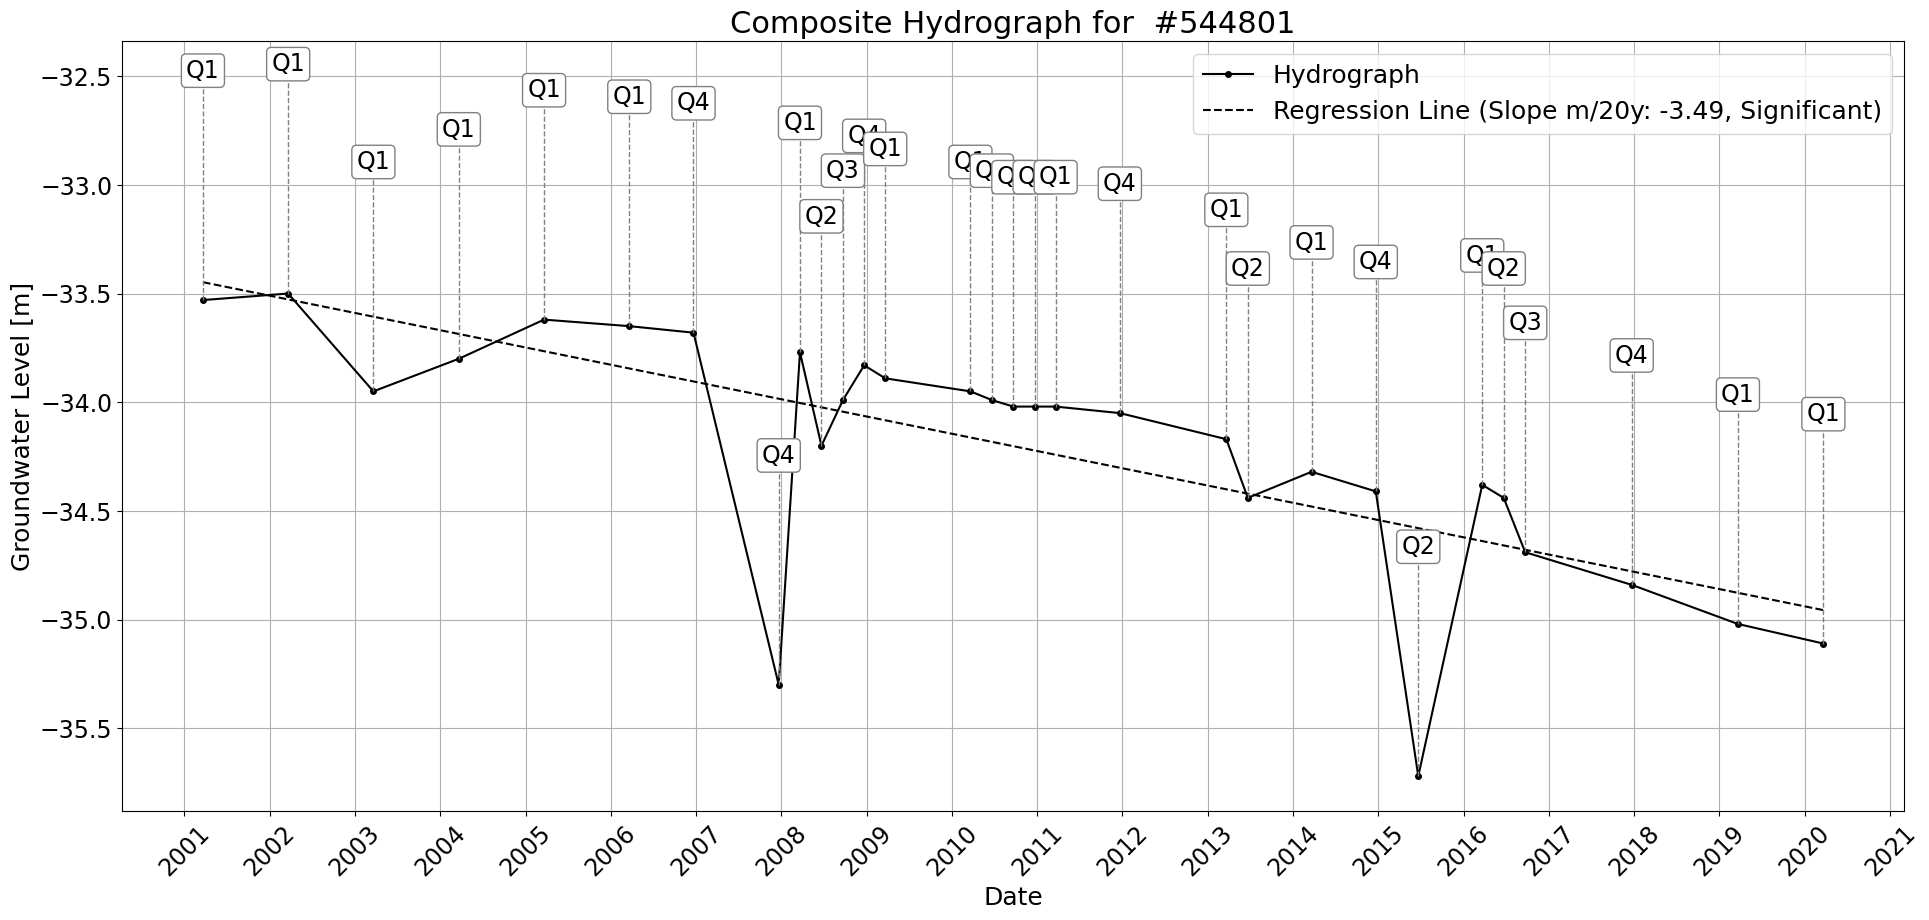 Composite Hydrograph for  #544801
Hydrograph
Regression Line (Slope m/20y: -3.49, Significant)
Groundwater Level [m]
−32.5
−33.0
−33.5
−34.0
−34.5
−35.0
−35.5
Q1
Q1
Q1
Q1
Q1
Q1
Q4
Q4
Q1
Q2
Q3
Q4
Q1
Q1
Q1
Q4
Q1
Q2
Q1
Q4
Q2
Q1
Q2
Q3
Q4
Q1
Q1
2001
2002
2003
2004
2005
2006
2007
2008
2009
2010
2011
2012
2013
2014
2015
2016
2017
2018
2019
2020
2021
Date